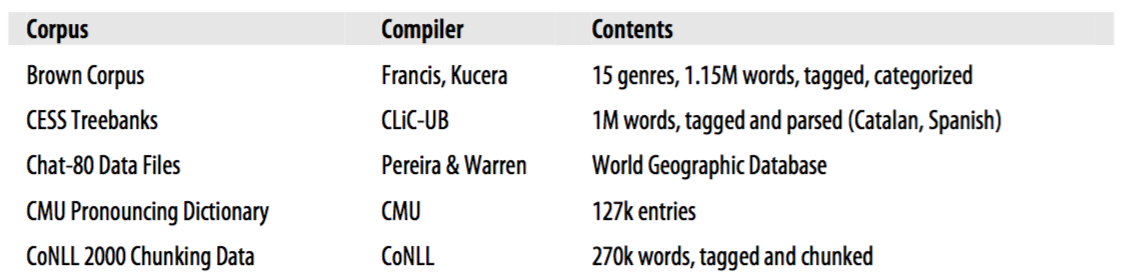 Corpus Compiler Contents
Brown Corpus Francis, Kucera 15 genres, 1.15M words, tagged, categorized
CESS Treebanks CLiC-UB 1M words, tagged and parsed (Catalan, Spanish)
Chat-80 Data Files Pereira & Warren World Geographic Database
CMU Pronouncing Dictionary CMU 127k entries
CoNLL 2000 Chunking Data CoNLL 270k words, tagged and chunked